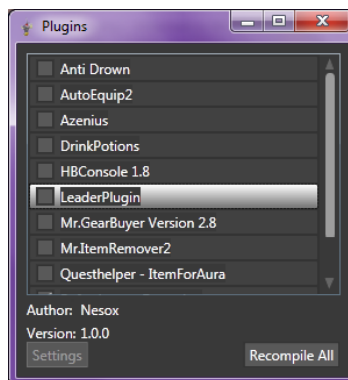 Plugins
Anti Drown
AutoEquip2
Azenius
DrinkPotions
HBConsole 1.8
LeaderPlugin
Mr.GearBuyer Version 2.8
Mr.ItemRemover2
Questhelper - ItemForAura
Author: Nesox
Version: 1.0.0
Settings
Recompile All